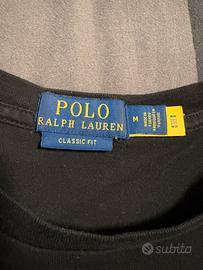 POLO
RALPH LAUREN
CLASSIC FIT
M
subito